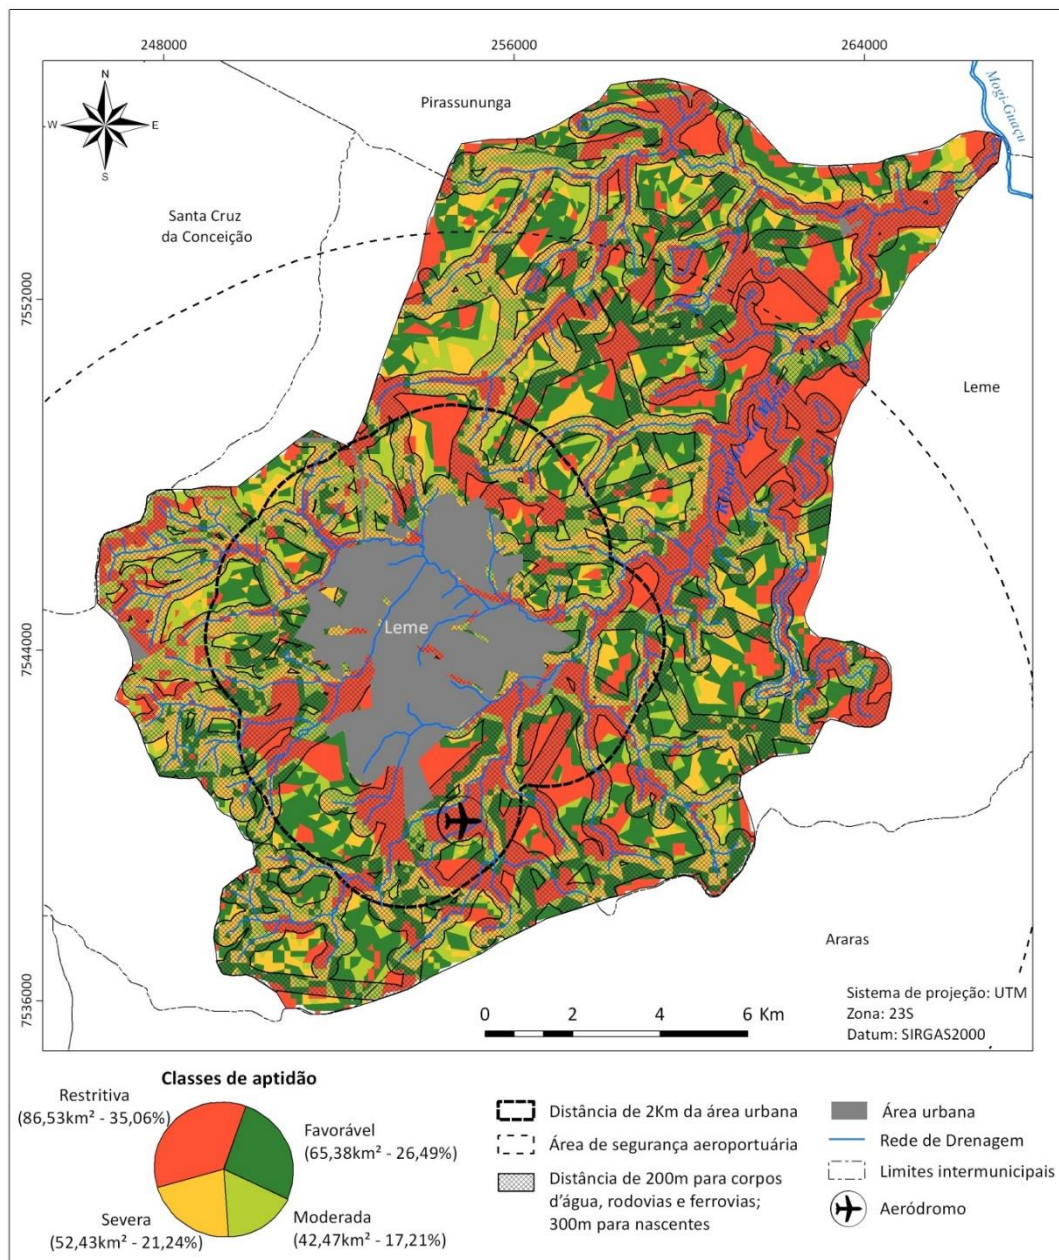 248000
256000
264000
N
W
E
S
Pirassununga
Mogi-Guaçu
Santa Cruz
da Conceição
7552000
Leme
Ribeirão do Meio
Leme
7544000
Araras
7536000
0 2 4 6 Km
Sistema de projeção: UTM
Zona: 23S
Datum: SIRGAS2000
Classes de aptidão
Restritiva
(86,53km² - 35,06%)
Favorável
(65,38km² - 26,49%)
Severa
(52,43km² - 21,24%)
Moderada
(42,47km² - 17,21%)
Distância de 2Km da área urbana
Área de segurança aeroportuária
Distância de 200m para corpos
d'água, rodovias e ferrovias;
300m para nascentes
Área urbana
Rede de Drenagem
Limites intermunicipais
Aeródromo